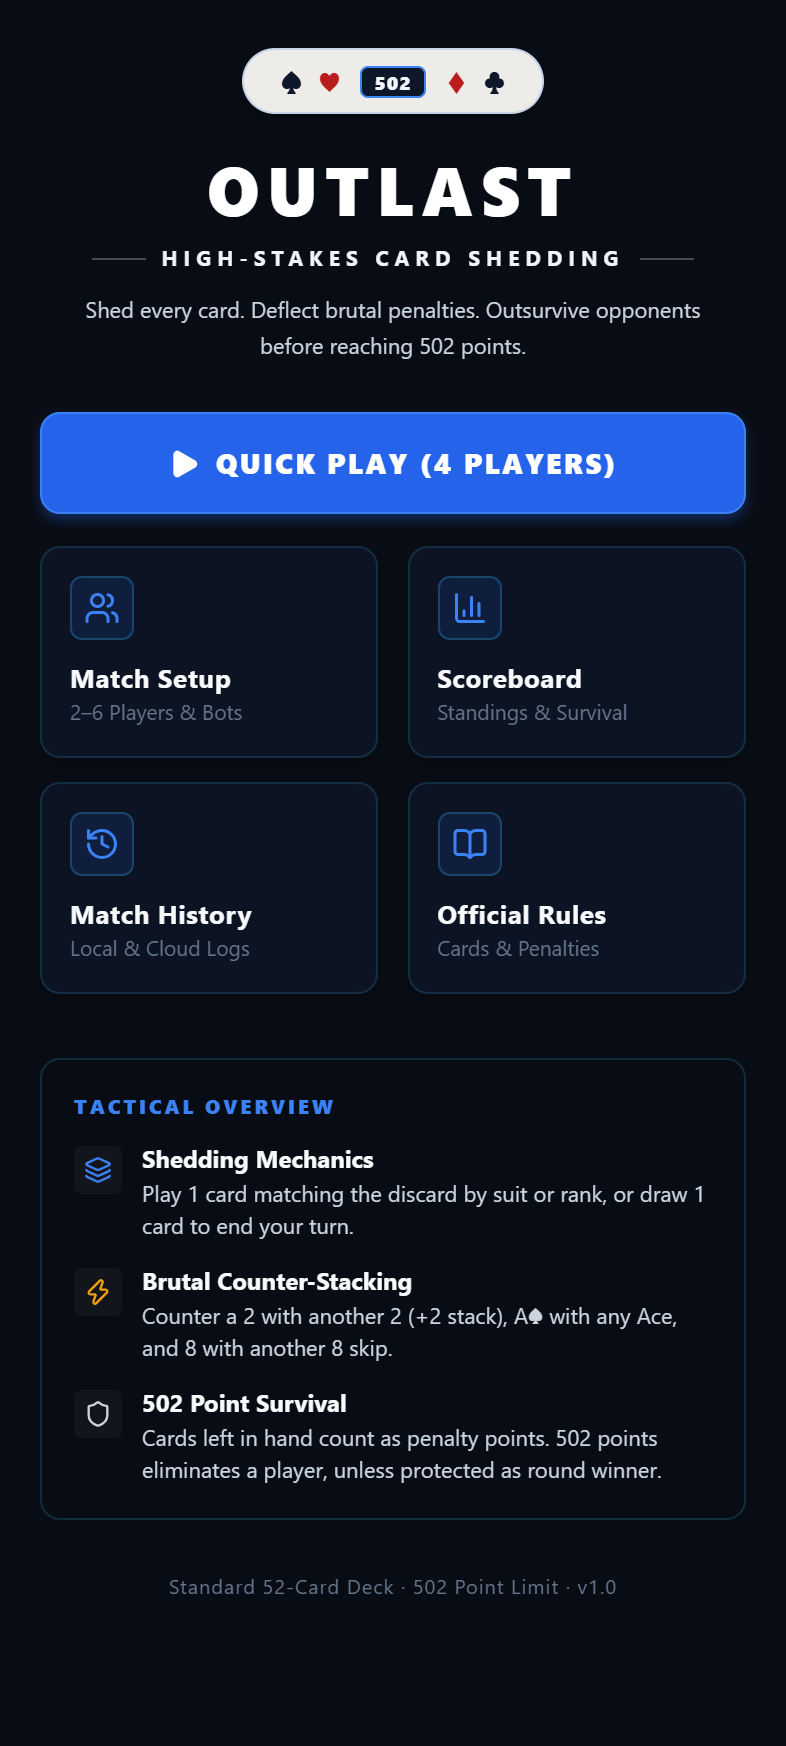 502
OUTLAST
HIGH-STAKES CARD SHEDDING
Shed every card. Deflect brutal penalties. Outsurvive opponents
before reaching 502 points.
QUICK PLAY (4 PLAYERS)
Match Setup
2–6 Players & Bots
Scoreboard
Standings & Survival
Match History
Local & Cloud Logs
Official Rules
Cards & Penalties
TACTICAL OVERVIEW
Shedding Mechanics
Play 1 card matching the discard by suit or rank, or draw 1
card to end your turn.
Brutal Counter-Stacking
Counter a 2 with another 2 (+2 stack), A♠ with any Ace,
and 8 with another 8 skip.
502 Point Survival
Cards left in hand count as penalty points. 502 points
eliminates a player, unless protected as round winner.
Standard 52-Card Deck · 502 Point Limit · v1.0